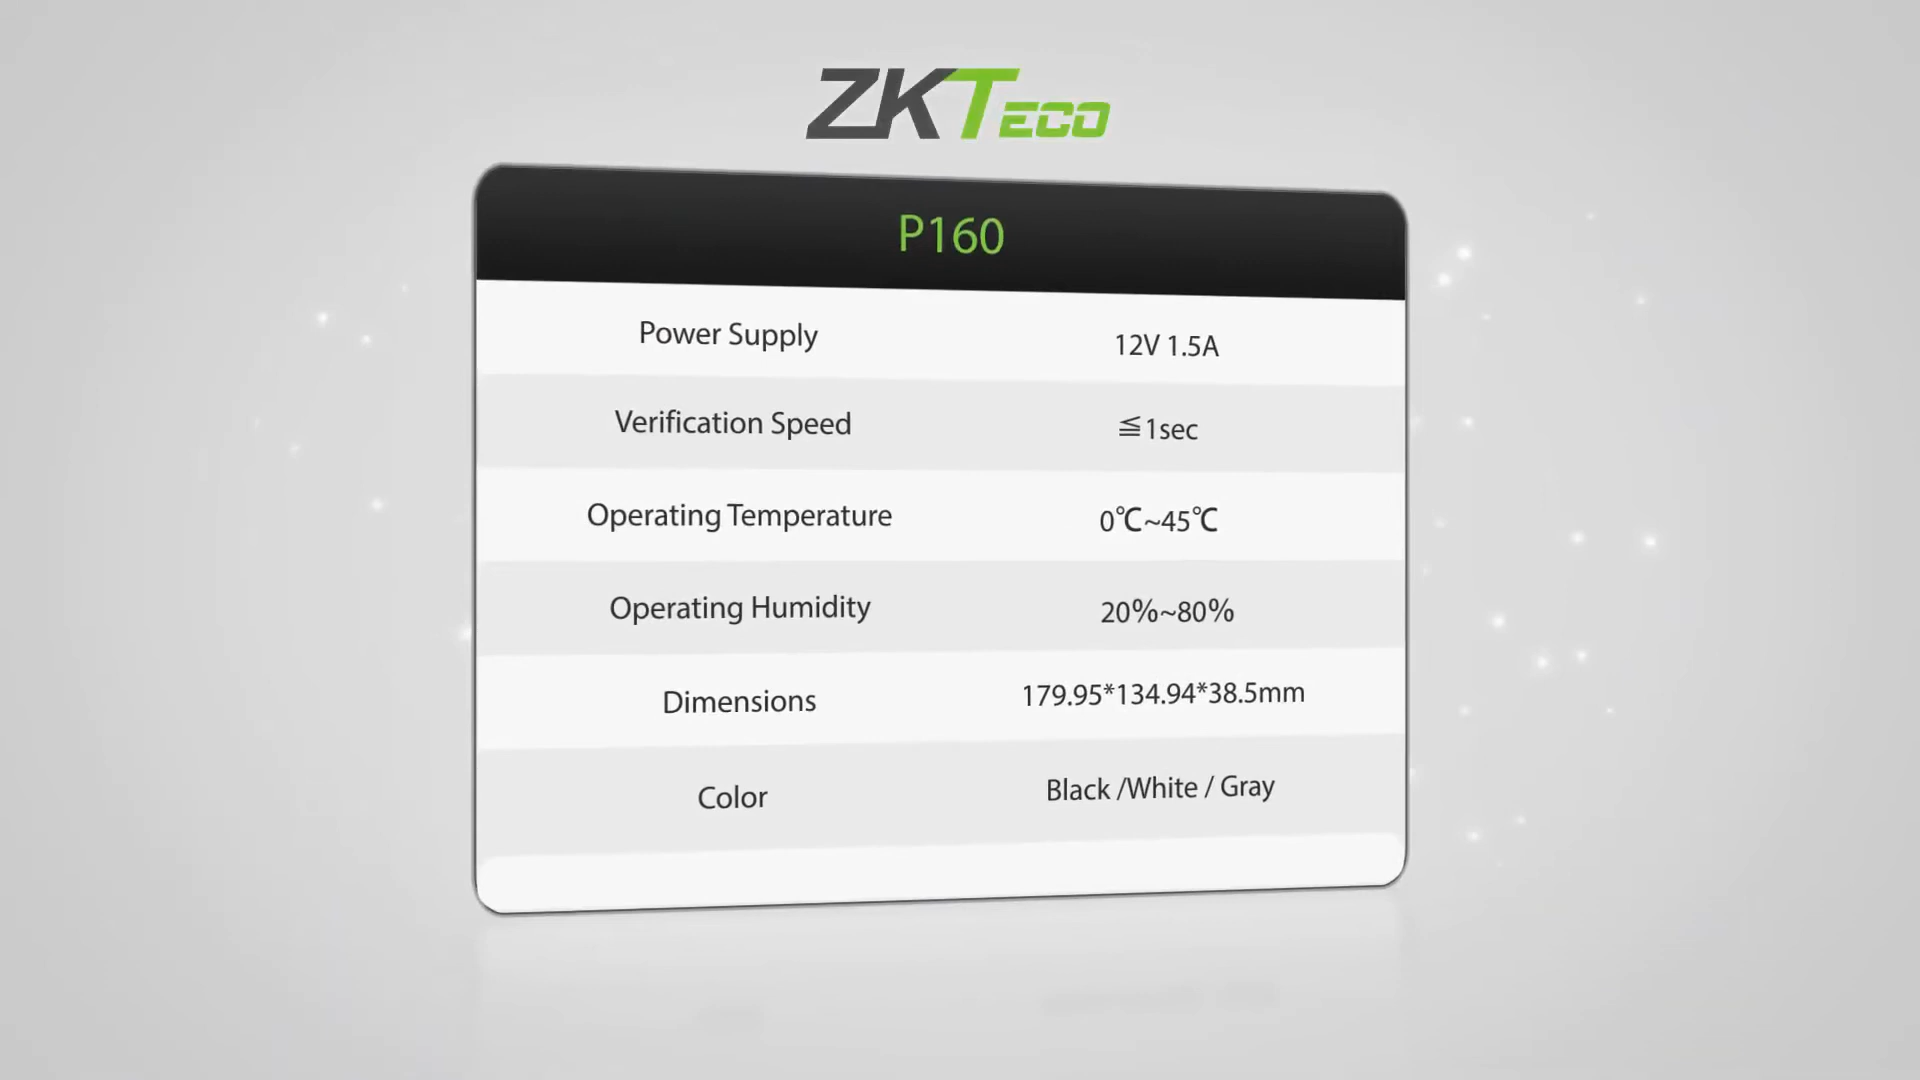 ZKTECO
P160
Power Supply 12V 1.5A
Verification Speed ≦1sec
Operating Temperature 0℃~45℃
Operating Humidity 20%~80%
Dimensions 179.95*134.94*38.5mm
Color Black /White / Gray